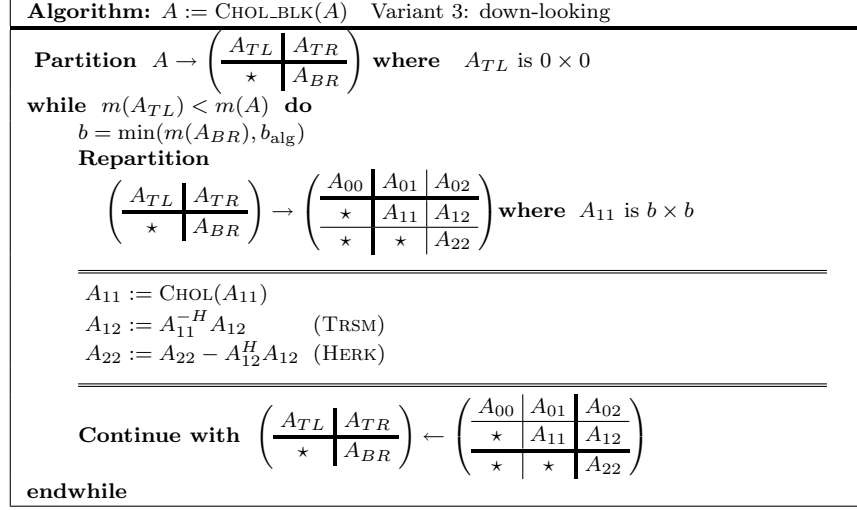 Algorithm: A := CHOL_BLK(A) Variant 3: down-looking
Partition A → ( A_TL | A_TR ; ⋆ | A_BR ) where A_TL is 0 × 0
while m(A_TL) < m(A) do
b = min(m(A_BR), b_alg)
Repartition
( A_TL | A_TR ; ⋆ | A_BR ) → ( A_00 | A_01 | A_02 ; ⋆ | A_11 | A_12 ; ⋆ | ⋆ | A_22 ) where A_11 is b × b
A_11 := CHOL(A_11)
A_12 := A_11^{-H} A_12 (TRSM)
A_22 := A_22 − A_12^H A_12 (HERK)
Continue with ( A_TL | A_TR ; ⋆ | A_BR ) ← ( A_00 | A_01 | A_02 ; ⋆ | A_11 | A_12 ; ⋆ | ⋆ | A_22 )
endwhile